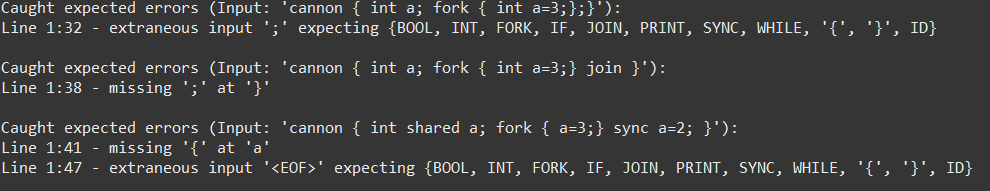 Caught expected errors (Input: 'cannon { int a; fork { int a=3;};}'):
Line 1:32 - extraneous input ';' expecting {BOOL, INT, FORK, IF, JOIN, PRINT, SYNC, WHILE, '{', '}', ID}
Caught expected errors (Input: 'cannon { int a; fork { int a=3;} join }'):
Line 1:38 - missing ';' at '}'
Caught expected errors (Input: 'cannon { int shared a; fork { a=3;} sync a=2; }'):
Line 1:41 - missing '{' at 'a'
Line 1:47 - extraneous input '<EOF>' expecting {BOOL, INT, FORK, IF, JOIN, PRINT, SYNC, WHILE, '{', '}', ID}